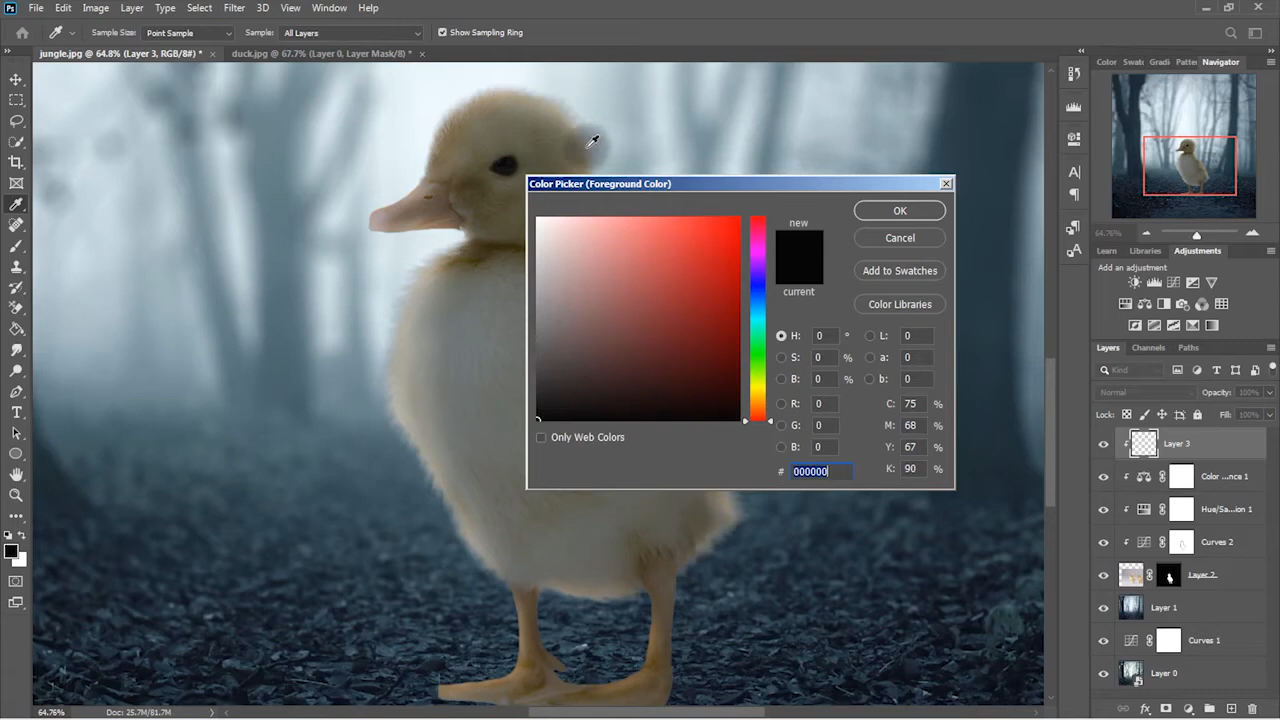 Ps File Edit Image Layer Type Select Filter 3D View Window Help
Sample Size: Point Sample Sample: All Layers Show Sampling Ring
jungle.jpg @ 64.8% (Layer 3, RGB/8#) * × duck.jpg @ 67.7% (Layer 0, Layer Mask/8) * ×
Color Swatc Gradi Patter Navigator
Color Picker (Foreground Color)
new
OK
Cancel
64.76%
Learn Libraries Adjustments
Add to Swatches
Add an adjustment
current
Color Libraries
H: 0 ° L: 0
Layers Channels Paths
S: 0 % a: 0
Kind
B: 0 % b: 0
Normal Opacity: 100%
R: 0 C: 75 %
Lock: Fill: 100%
G: 0 M: 68 %
Only Web Colors
B: 0 Y: 67 %
Layer 3
# 000000 K: 90 %
Color ...nce 1
Hue/Sa...ion 1
Curves 2
Layer 2
Layer 1
Curves 1
Layer 0
64.76% Doc: 25.7M/81.7M
fx